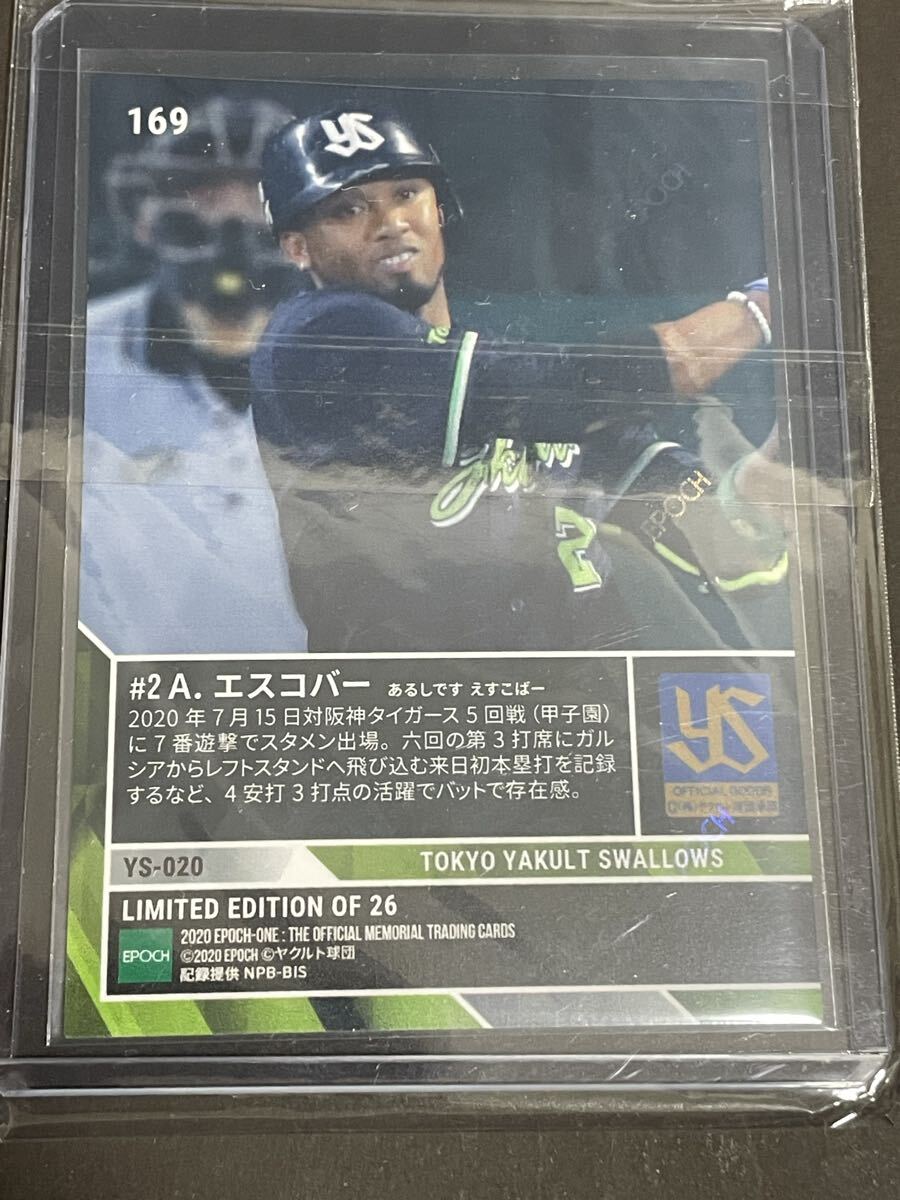 169
YS
EPOCH
EPOCH
2
#2 A. エスコバー あるしです えすこばー
2020 年 7 月 15 日対阪神タイガース 5 回戦（甲子園）
に 7 番遊撃でスタメン出場。六回の第 3 打席にガル
シアからレフトスタンドへ飛び込む来日初本塁打を記録
するなど、4 安打 3 打点の活躍でバットで存在感。
YS
OFFICIAL GOODS
YS-020
TOKYO YAKULT SWALLOWS
LIMITED EDITION OF 26
EPOCH
2020 EPOCH-ONE : THE OFFICIAL MEMORIAL TRADING CARDS
©2020 EPOCH ©ヤクルト球団
記録提供 NPB-BIS